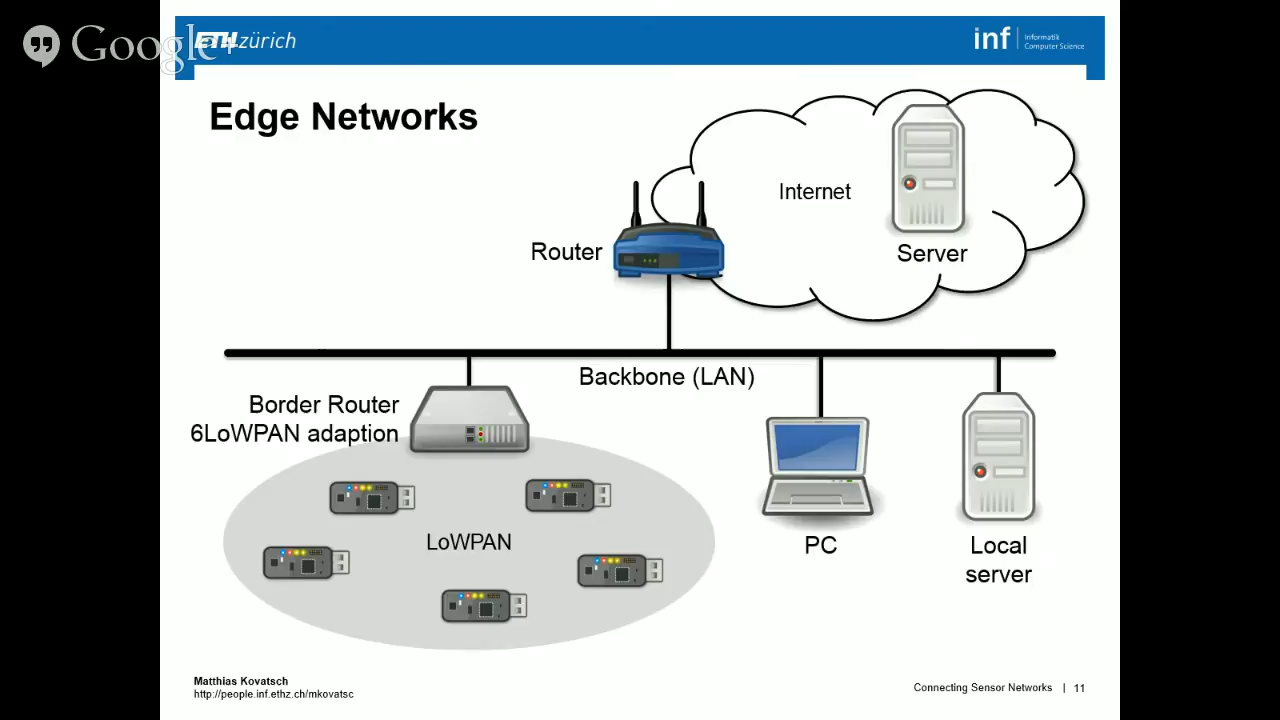 Google+
ETH zürich
inf
Informatik
Computer Science
Edge Networks
Internet
Server
Router
Backbone (LAN)
Border Router
6LoWPAN adaption
LoWPAN
PC
Local
server
Matthias Kovatsch
http://people.inf.ethz.ch/mkovatsc
Connecting Sensor Networks | 11